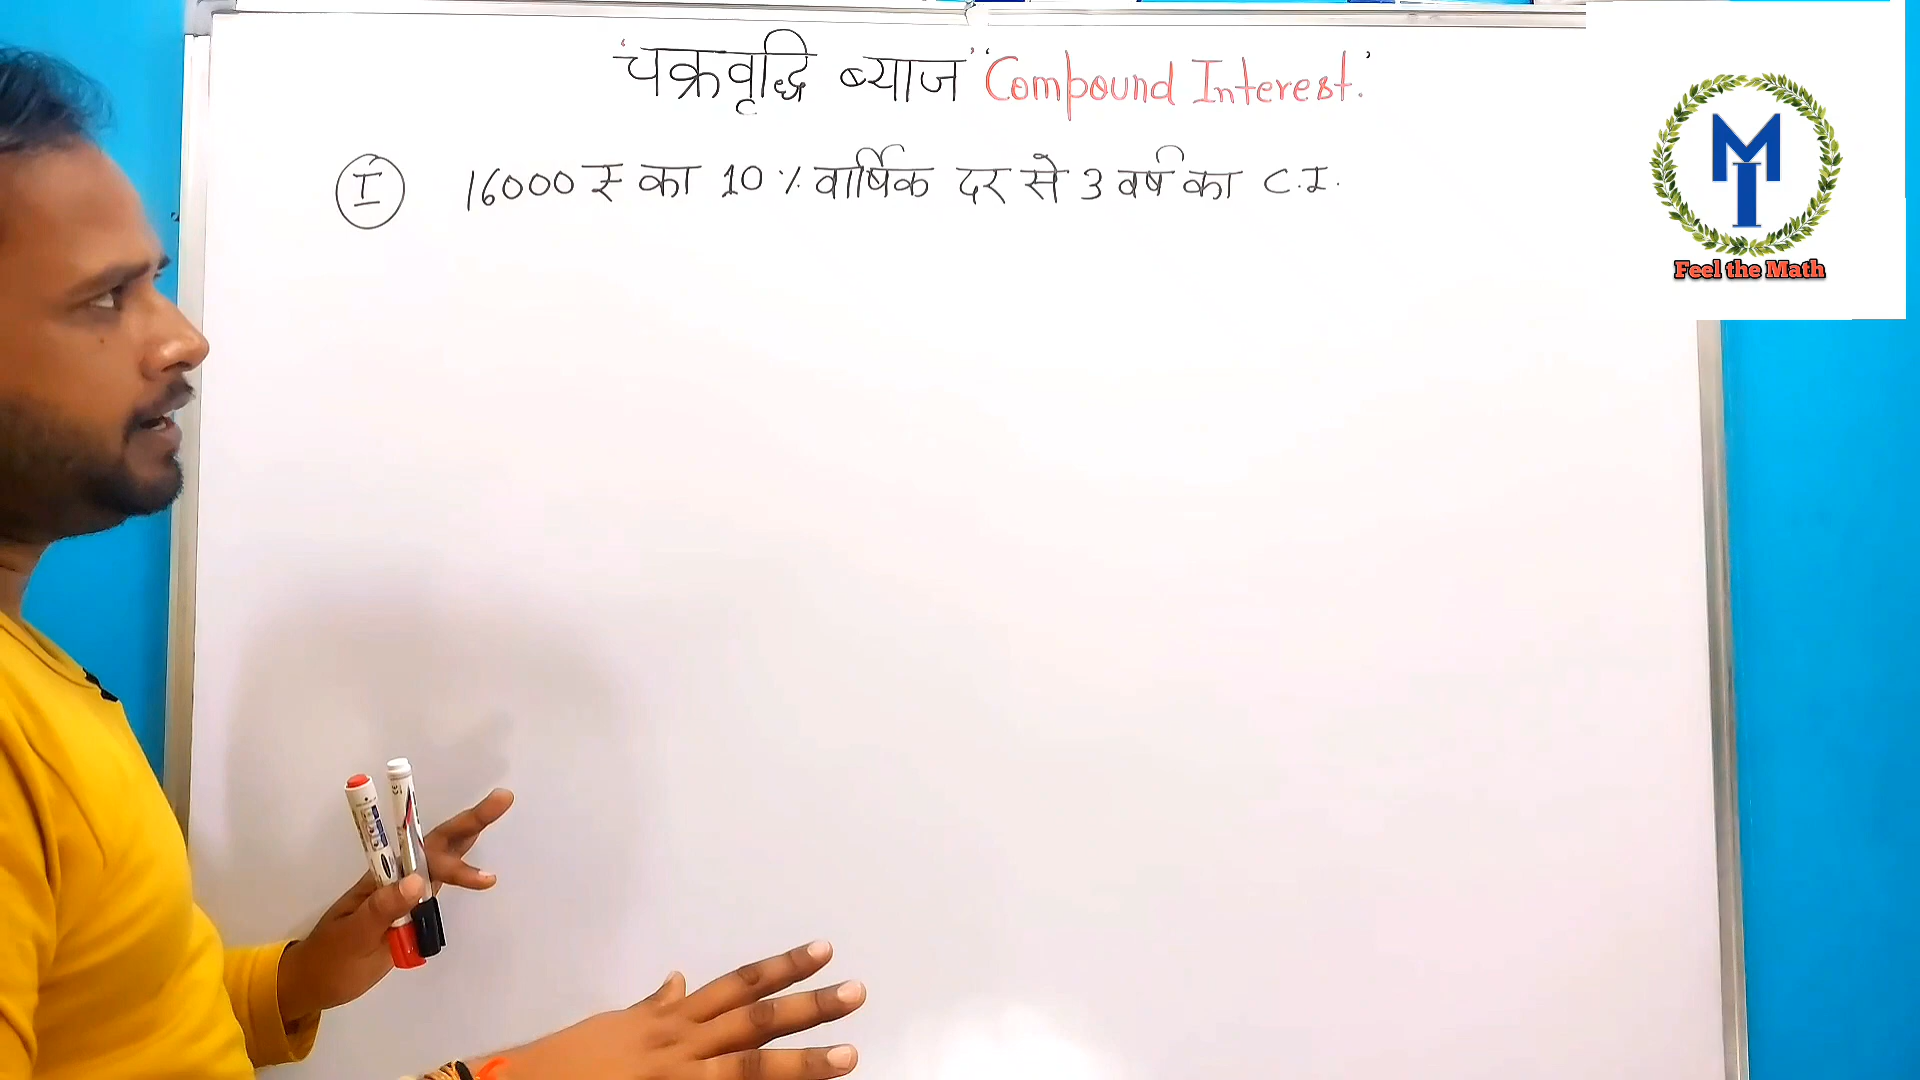 'चक्रवृद्धि ब्याज' 'Compound Interest.'
I 16000 रू का 10 % वार्षिक दर से 3 वर्ष का C.I.
MI
Feel the Math